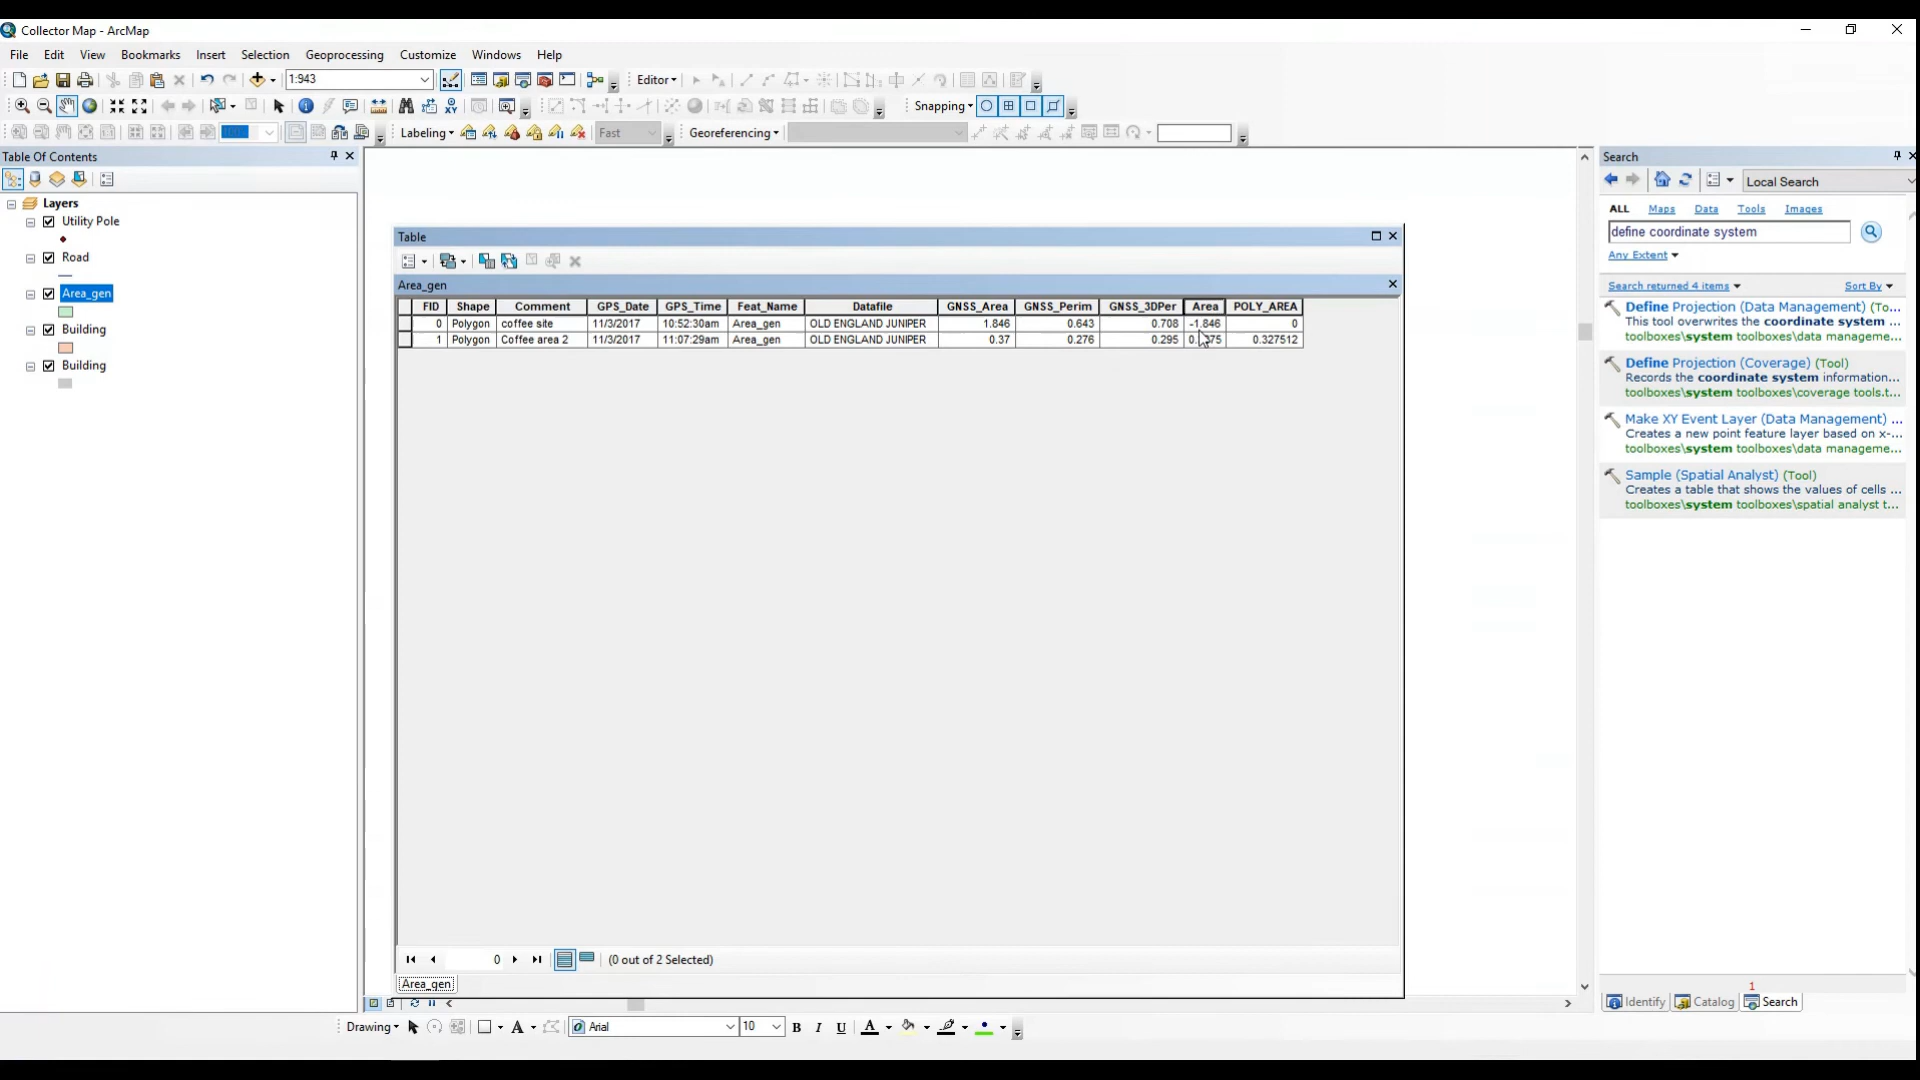 Collector Map - ArcMap
File Edit View Bookmarks Insert Selection Geoprocessing Customize Windows Help
1:943 Editor
Snapping
Labeling Fast Georeferencing
Table Of Contents
Layers
Utility Pole
Road
Area_gen
Building
Building
Table
Area_gen
FID Shape Comment GPS_Date GPS_Time Feat_Name Datafile GNSS_Area GNSS_Perim GNSS_3DPer Area POLY_AREA
0 Polygon coffee site 11/3/2017 10:52:30am Area_gen OLD ENGLAND JUNIPER 1.846 0.643 0.708 -1.846 0
1 Polygon Coffee area 2 11/3/2017 11:07:29am Area_gen OLD ENGLAND JUNIPER 0.37 0.276 0.295 0.327512
0 (0 out of 2 Selected)
Area_gen
Drawing A Arial 10 B I U A
Search
Local Search
ALL Maps Data Tools Images
define coordinate system
Any Extent
Search returned 4 items Sort By
Define Projection (Data Management) (To...
This tool overwrites the coordinate system ...
toolboxes\system toolboxes\data manageme...
Define Projection (Coverage) (Tool)
Records the coordinate system information...
toolboxes\system toolboxes\coverage tools.t...
Make XY Event Layer (Data Management) ...
Creates a new point feature layer based on x-...
toolboxes\system toolboxes\data manageme...
Sample (Spatial Analyst) (Tool)
Creates a table that shows the values of cells ...
toolboxes\system toolboxes\spatial analyst t...
1
Identify Catalog Search